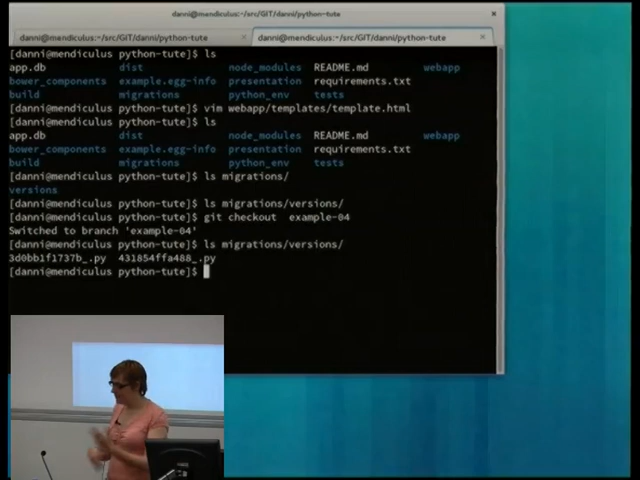 danni@mendiculus:~/src/GIT/danni/python-tute
danni@mendiculus:~/src/GIT/danni/python-tute × danni@mendiculus:~/src/GIT/danni/python-tute ×
[danni@mendiculus python-tute]$ ls
app.db dist node_modules README.md webapp
bower_components example.egg-info presentation requirements.txt
build migrations python_env tests
[danni@mendiculus python-tute]$ vim webapp/templates/template.html
[danni@mendiculus python-tute]$ ls
app.db dist node_modules README.md webapp
bower_components example.egg-info presentation requirements.txt
build migrations python_env tests
[danni@mendiculus python-tute]$ ls migrations/
versions
[danni@mendiculus python-tute]$ ls migrations/versions/
[danni@mendiculus python-tute]$ git checkout  example-04
Switched to branch 'example-04'
[danni@mendiculus python-tute]$ ls migrations/versions/
3d0bb1f1737b_.py  431854ffa488_.py
[danni@mendiculus python-tute]$